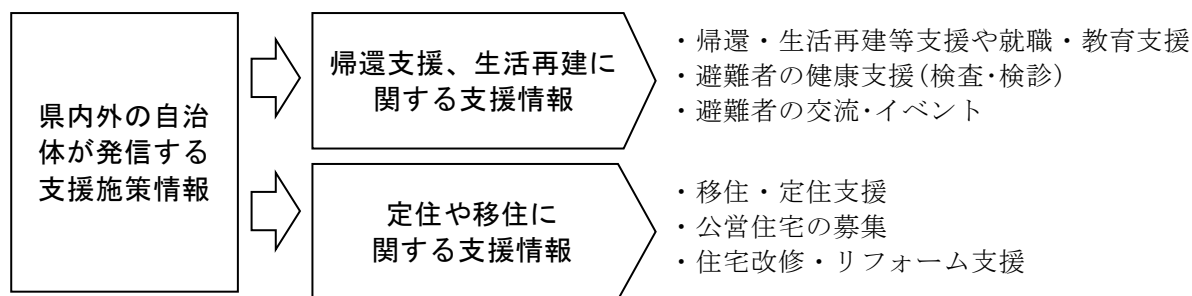 県内外の自治
体が発信する
支援施策情報
帰還支援、生活再建に
関する支援情報
・帰還・生活再建等支援や就職・教育支援
・避難者の健康支援(検査・検診)
・避難者の交流・イベント
定住や移住に
関する支援情報
・移住・定住支援
・公営住宅の募集
・住宅改修・リフォーム支援